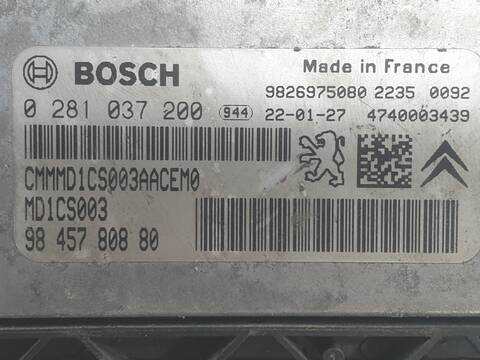 BOSCH
Made in France
9826975080 2235 0092
0 281 037 200 944 22-01-27 4740003439
CMMMD1CS003AACEM0
MD1CS003
98 457 808 80